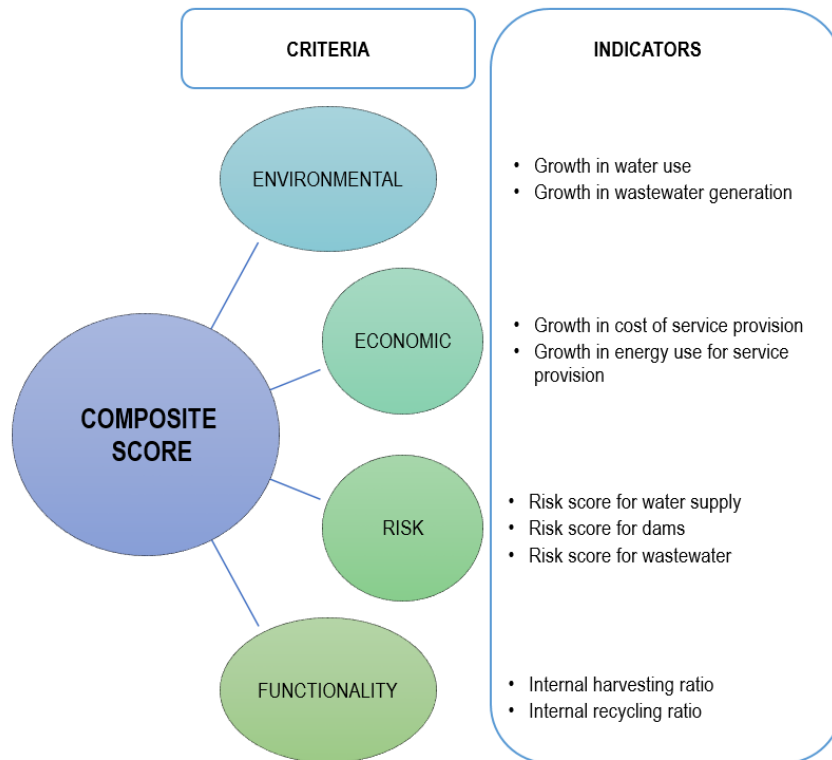 CRITERIA
INDICATORS
ENVIRONMENTAL
• Growth in water use
• Growth in wastewater generation
ECONOMIC
• Growth in cost of service provision
• Growth in energy use for service
provision
COMPOSITE
SCORE
RISK
• Risk score for water supply
• Risk score for dams
• Risk score for wastewater
FUNCTIONALITY
• Internal harvesting ratio
• Internal recycling ratio